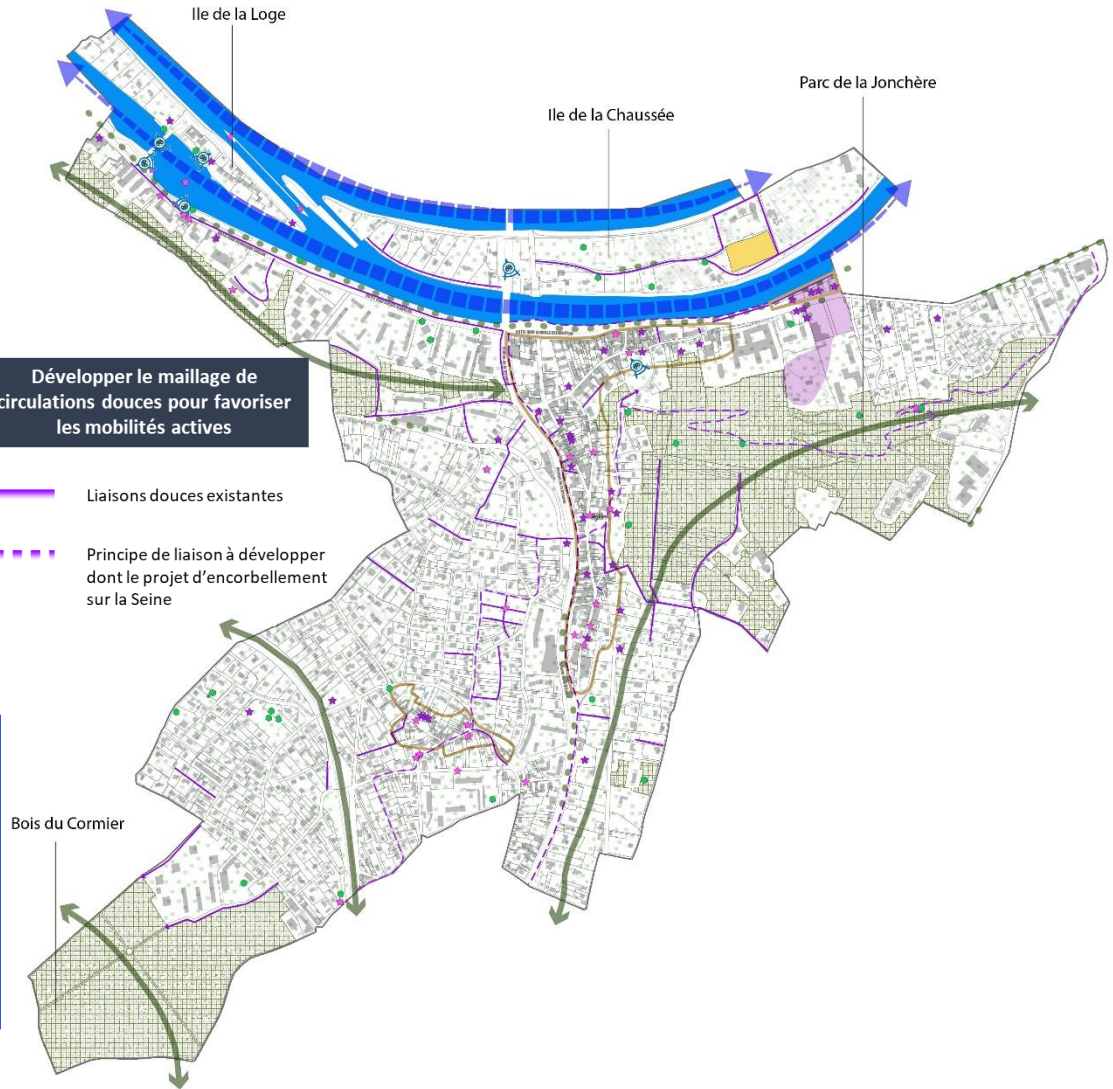 Ile de la Loge
Parc de la Jonchère
Ile de la Chaussée
Développer le maillage de
circulations douces pour favoriser
les mobilités actives
Liaisons douces existantes
Principe de liaison à développer
dont le projet d’encorbellement
sur la Seine
Bois du Cormier